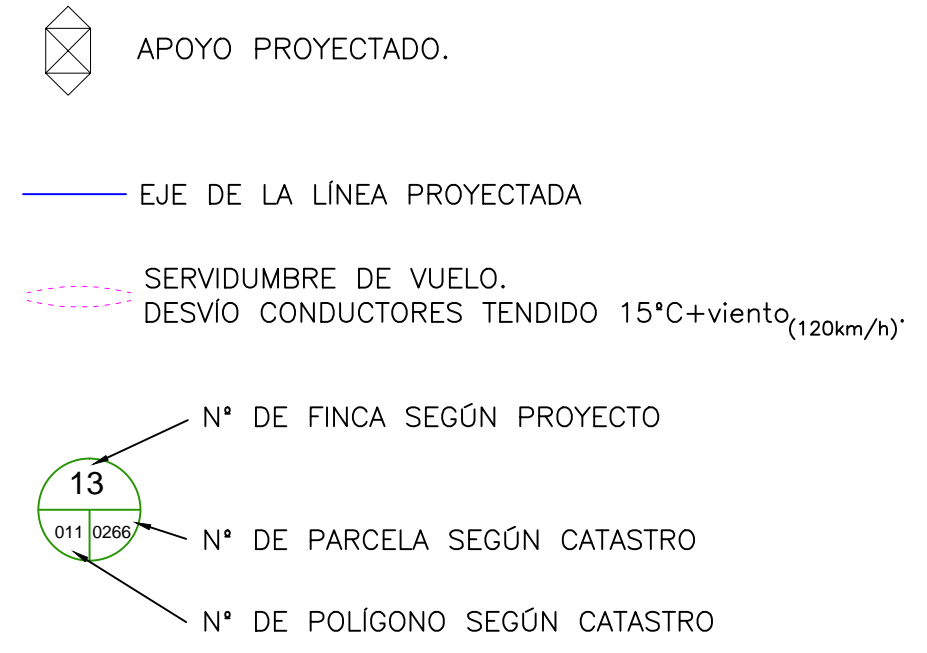 APOYO PROYECTADO.
EJE DE LA LÍNEA PROYECTADA
SERVIDUMBRE DE VUELO.
DESVÍO CONDUCTORES TENDIDO 15ºC+viento(120km/h).
Nº DE FINCA SEGÚN PROYECTO
13
011 0266
Nº DE PARCELA SEGÚN CATASTRO
Nº DE POLÍGONO SEGÚN CATASTRO